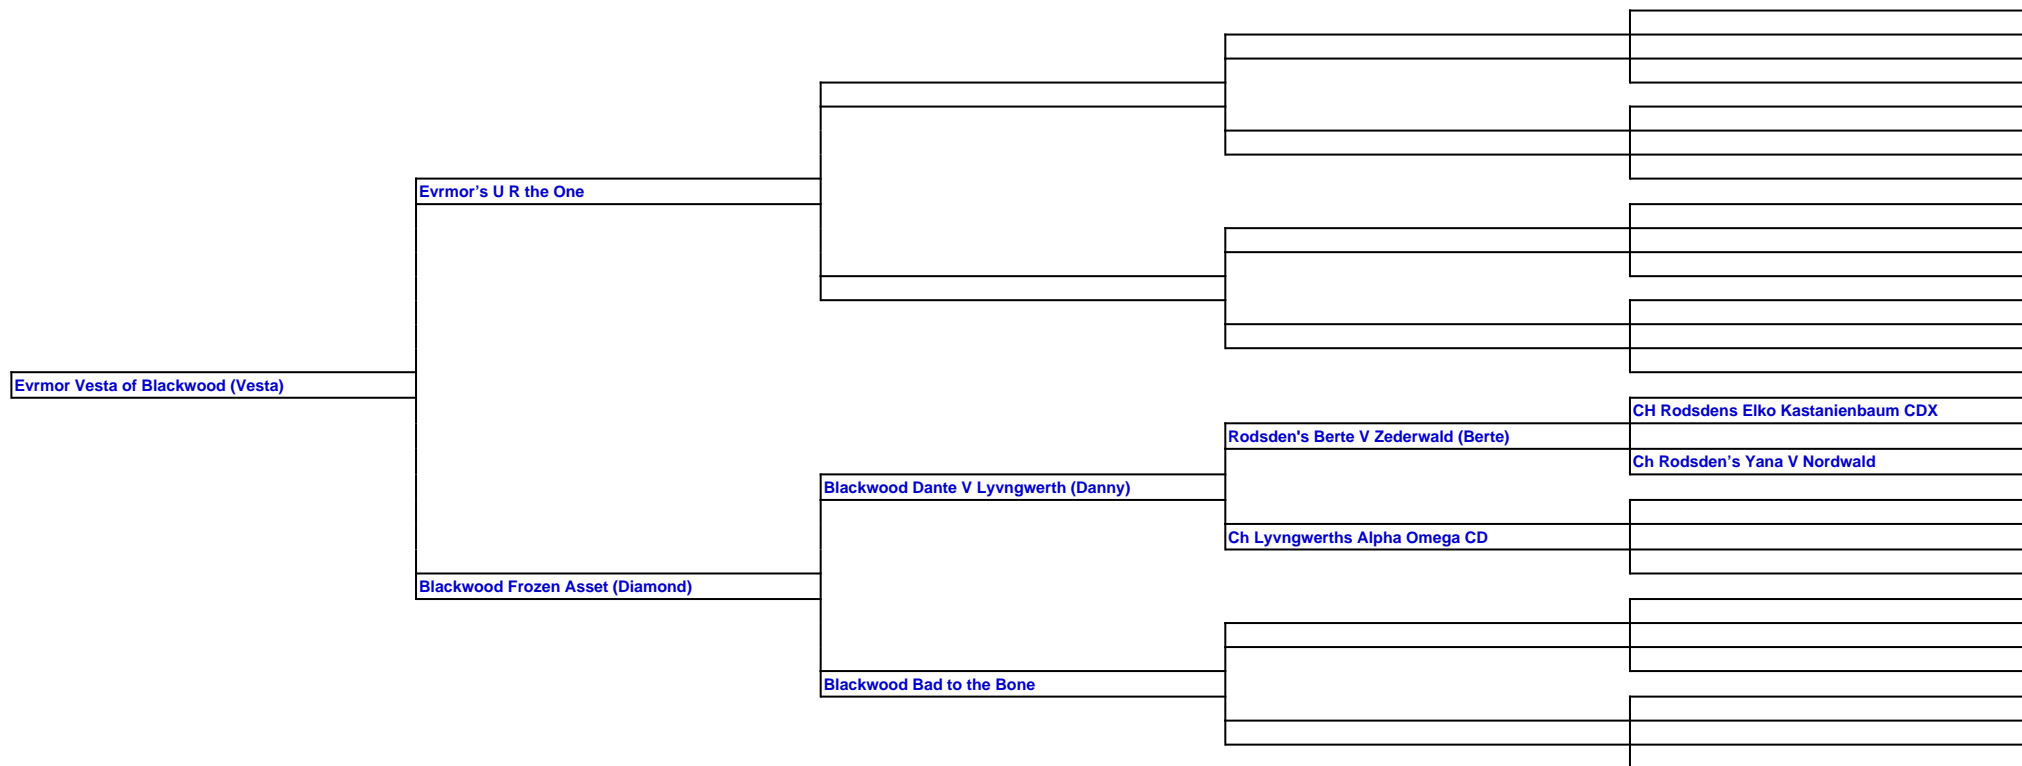 Evrmor’s U R the One
Evrmor Vesta of Blackwood (Vesta)
CH Rodsdens Elko Kastanienbaum CDX
Rodsden's Berte V Zederwald (Berte)
Ch Rodsden’s Yana V Nordwald
Blackwood Dante V Lyvngwerth (Danny)
Ch Lyvngwerths Alpha Omega CD
Blackwood Frozen Asset (Diamond)
Blackwood Bad to the Bone